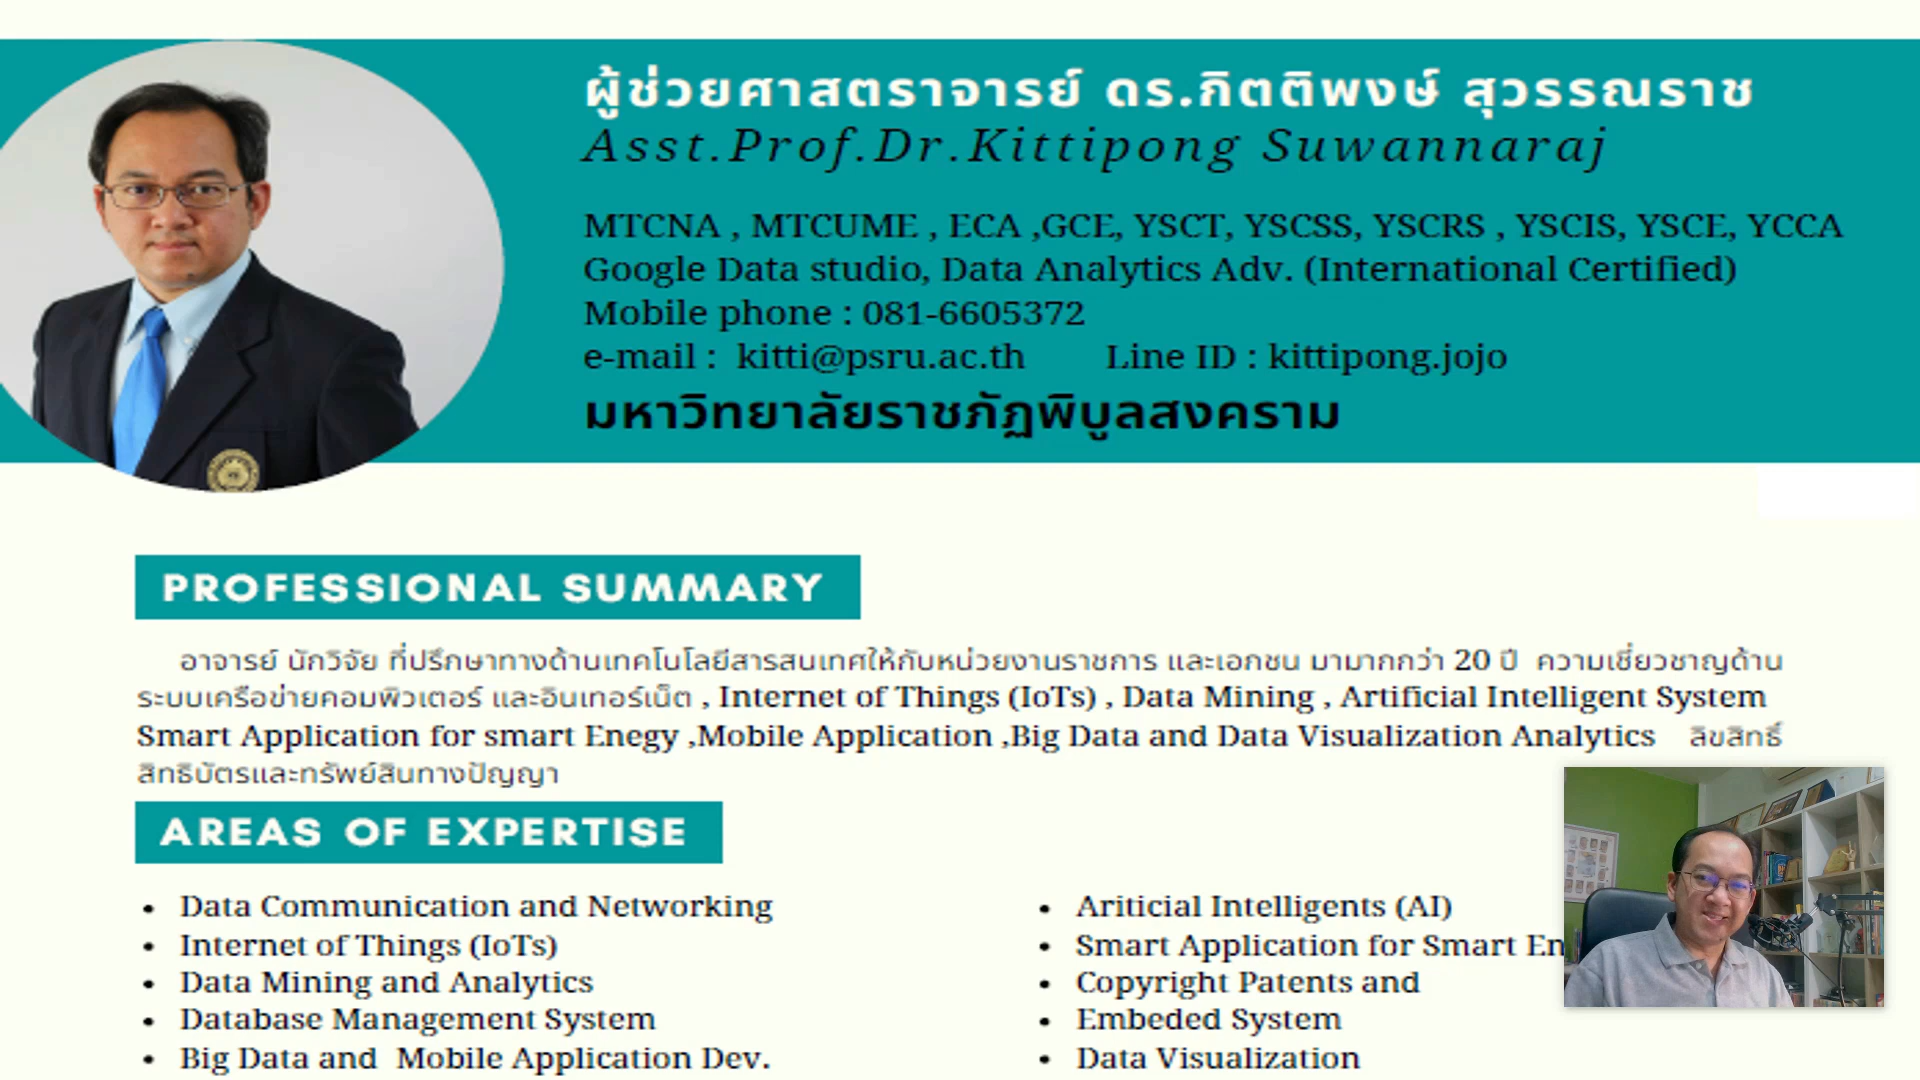 ผู้ช่วยศาสตราจารย์ ดร.กิตติพงษ์ สุวรรณราช
Asst.Prof.Dr.Kittipong Suwannaraj
MTCNA , MTCUME , ECA ,GCE, YSCT, YSCSS, YSCRS , YSCIS, YSCE, YCCA
Google Data studio, Data Analytics Adv. (International Certified)
Mobile phone : 081-6605372
e-mail : kitti@psru.ac.th Line ID : kittipong.jojo
มหาวิทยาลัยราชภัฏพิบูลสงคราม
PROFESSIONAL SUMMARY
อาจารย์ นักวิจัย ที่ปรึกษาทางด้านเทคโนโลยีสารสนเทศให้กับหน่วยงานราชการ และเอกชน มามากกว่า 20 ปี ความเชี่ยวชาญด้าน
ระบบเครือข่ายคอมพิวเตอร์ และอินเทอร์เน็ต , Internet of Things (IoTs) , Data Mining , Artificial Intelligent System
Smart Application for smart Enegy ,Mobile Application ,Big Data and Data Visualization Analytics ลิขสิทธิ์
สิทธิบัตรและทรัพย์สินทางปัญญา
AREAS OF EXPERTISE
• Data Communication and Networking
• Internet of Things (IoTs)
• Data Mining and Analytics
• Database Management System
• Big Data and Mobile Application Dev.
• Ariticial Intelligents (AI)
• Smart Application for Smart En
• Copyright Patents and
• Embeded System
• Data Visualization